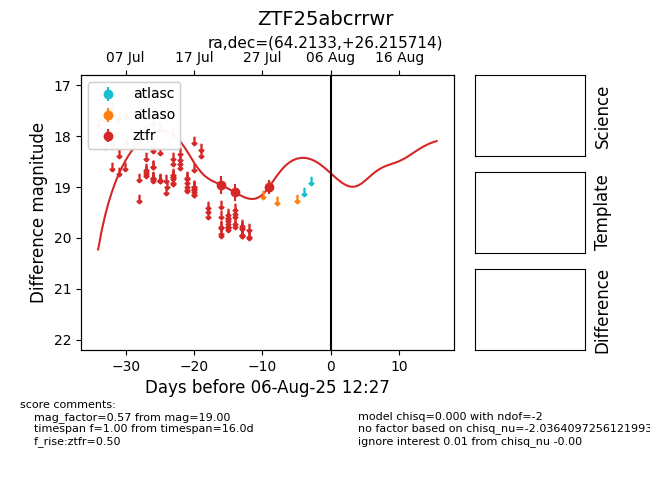 ZTF25abcrrwr
ra,dec=(64.2133,+26.215714)
07 Jul 17 Jul 27 Jul 06 Aug 16 Aug
17
18
19
20
21
22
Difference magnitude
atlasc
atlaso
ztfr
−30 −20 −10 0 10
Days before 06-Aug-25 12:27
Science
Template
Difference
score comments:
mag_factor=0.57 from mag=19.00
timespan f=1.00 from timespan=16.0d
f_rise:ztfr=0.50
model chisq=0.000 with ndof=-2
no factor based on chisq_nu=-2.0364097256121993
ignore interest 0.01 from chisq_nu -0.00